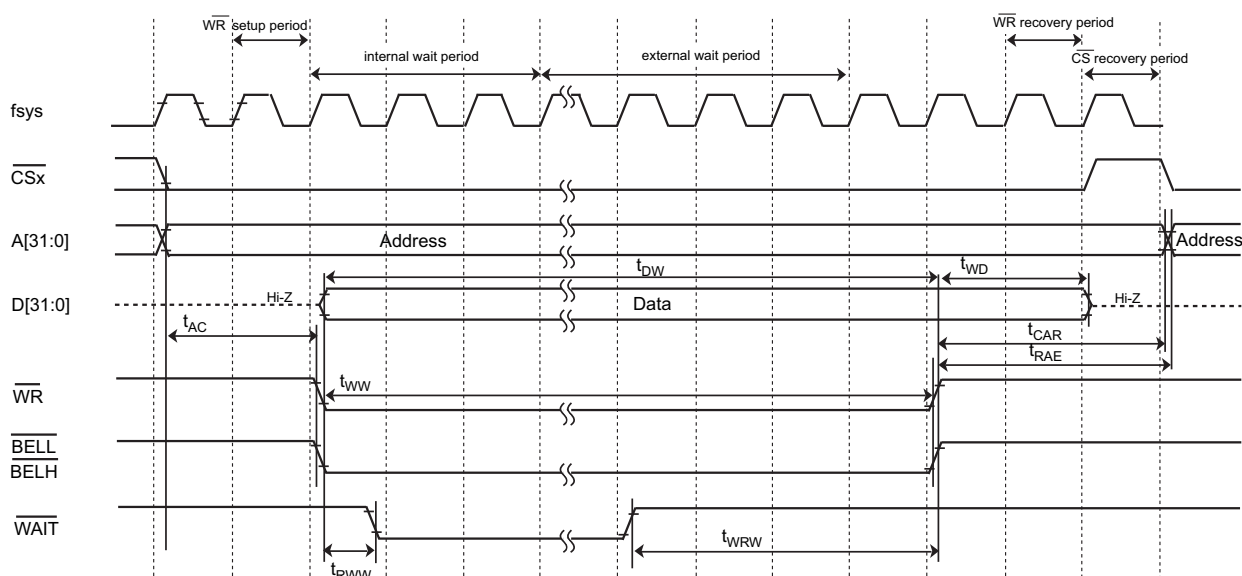 WR setup period
WR recovery period
internal wait period
external wait period
CS recovery period
fsys
CSx
A[31:0]
Address
Address
tDW
tWD
D[31:0]
Hi-Z
Data
Hi-Z
tAC
tCAR
tRAE
WR
tWW
BELL
BELH
WAIT
tWRW
tRWW